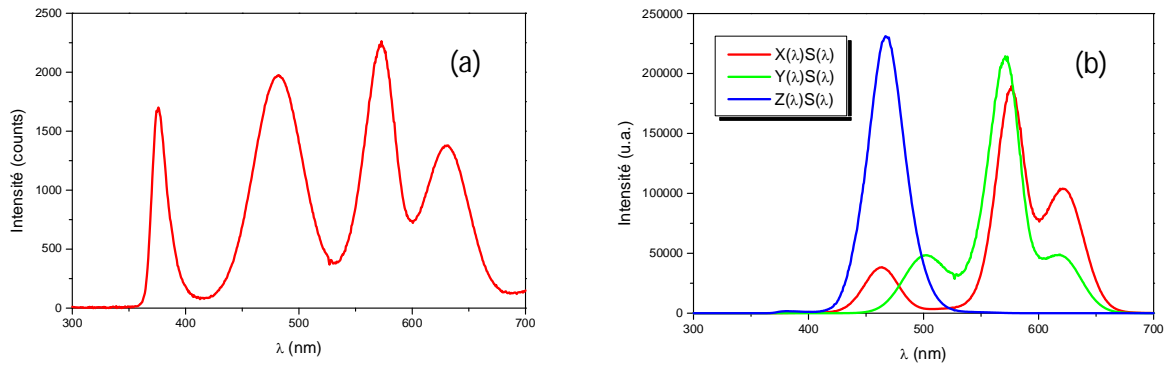 2500
2000
1500
1000
500
0
300 400 500 600 700
Intensité (counts)
λ (nm)
(a)
250000
200000
150000
100000
50000
0
300 400 500 600 700
Intensité (u.a.)
λ (nm)
X(λ)S(λ)
Y(λ)S(λ)
Z(λ)S(λ)
(b)